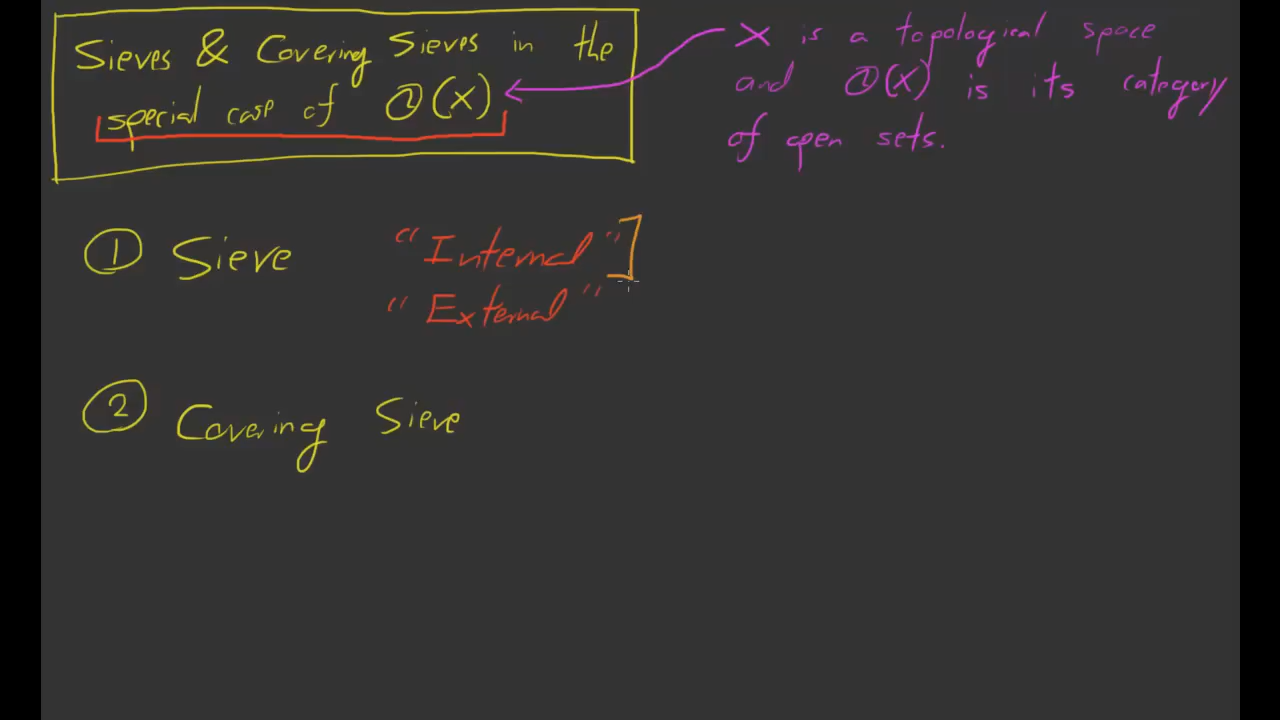 Sieves & Covering Sieves in the
special case of O(X)
X is a topological space
and O(X) is its category
of open sets.
① Sieve "Internal"
"External"
② Covering Sieve